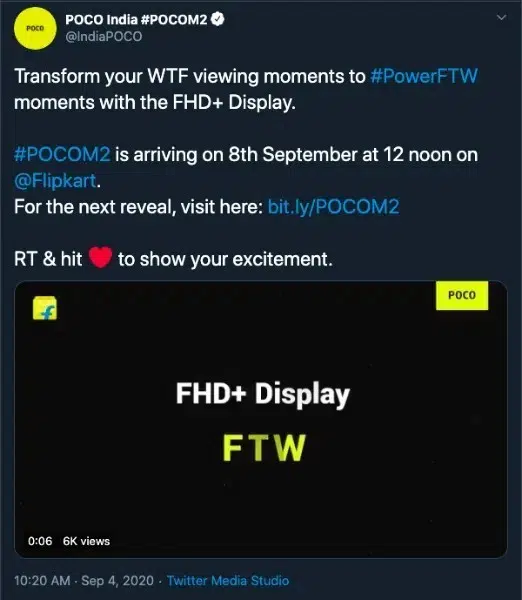 POCO
POCO India #POCOM2
@IndiaPOCO
Transform your WTF viewing moments to #PowerFTW
moments with the FHD+ Display.
#POCOM2 is arriving on 8th September at 12 noon on
@Flipkart.
For the next reveal, visit here: bit.ly/POCOM2
RT & hit ❤️ to show your excitement.
POCO
FHD+ Display
FTW
0:06 6K views
10:20 AM · Sep 4, 2020 · Twitter Media Studio